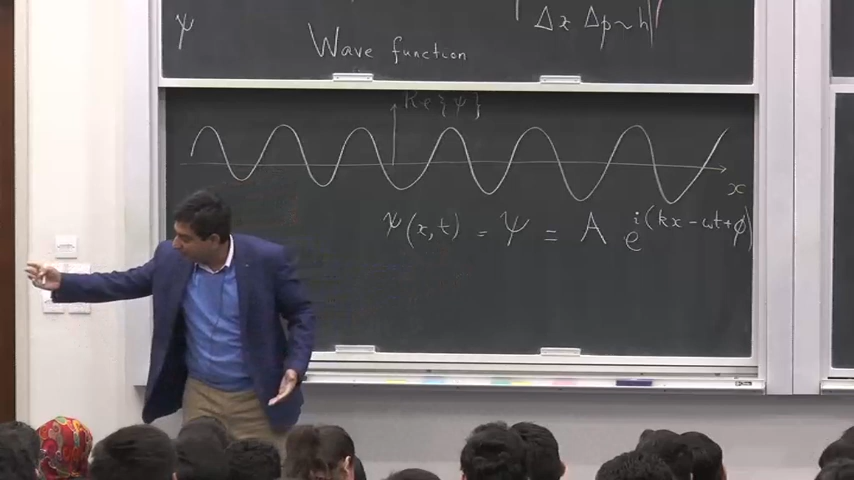 Ψ
Δx Δp ~ h
Wave function
Re{Ψ}
x
Ψ(x,t) = Ψ = A e^{i(kx - ωt + φ)}